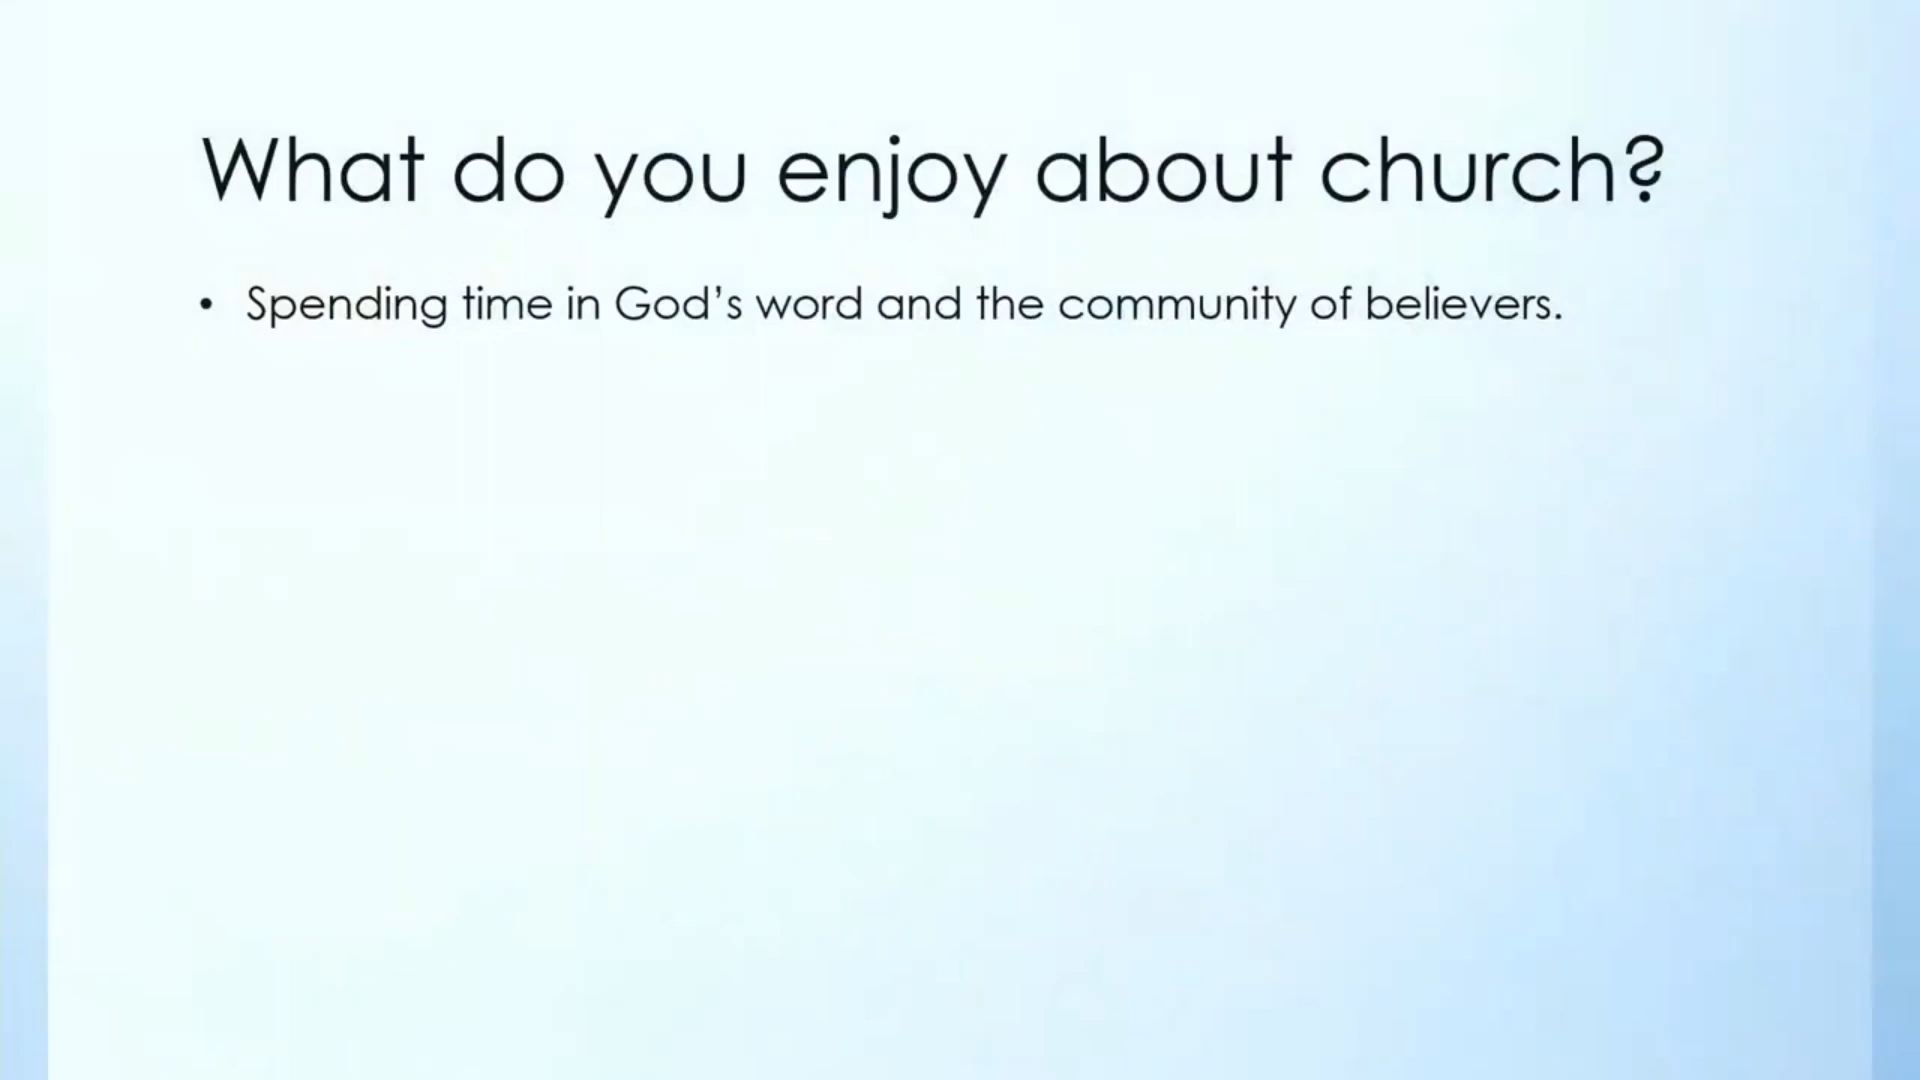 What do you enjoy about church?
• Spending time in God’s word and the community of believers.